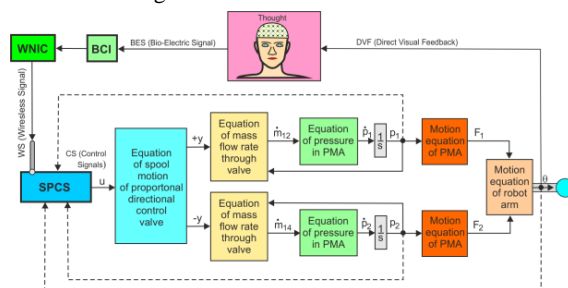 Thought
WNIC
BCI
BES (Bio-Electric Signal)
DVF (Direct Visual Feedback)
WS (Wiresless Signal)
CS (Control
Signals)
SPCS
u
Equation
of spool
motion
of proportional
directional
control
valve
+y
Equation
of mass
flow rate
through
valve
ṁ12
Equation
of pressure
in PMA
ṗ1
1
s
p1
Motion
equation
of PMA
F1
-y
Equation
of mass
flow rate
through
valve
ṁ14
Equation
of pressure
in PMA
ṗ2
1
s
p2
Motion
equation
of PMA
F2
Motion
equation
of robot
arm
θ